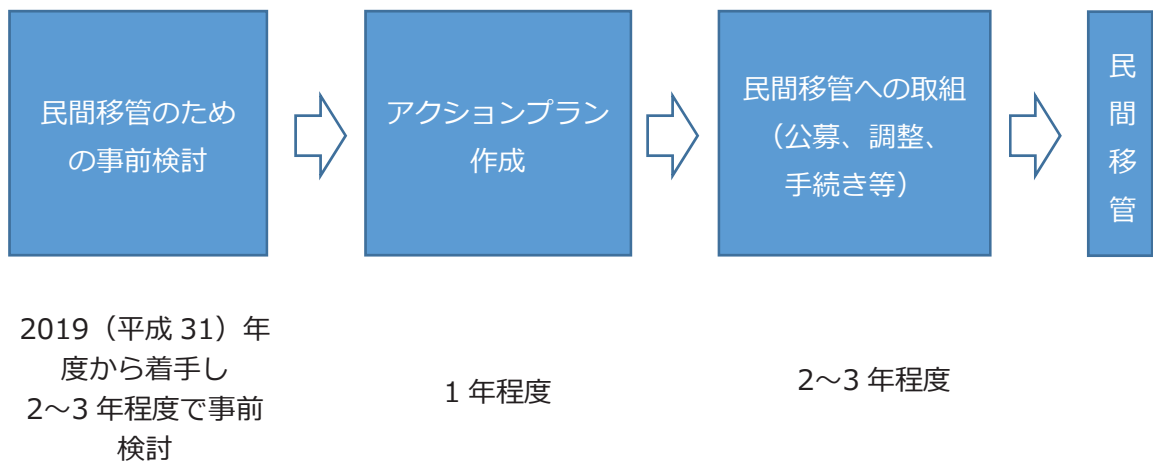 民間移管のため
の事前検討
アクションプラン
作成
民間移管への取組
（公募、調整、
手続き等）
民間移管
2019（平成 31）年
度から着手し
2～3 年程度で事前
検討
1 年程度
2～3 年程度